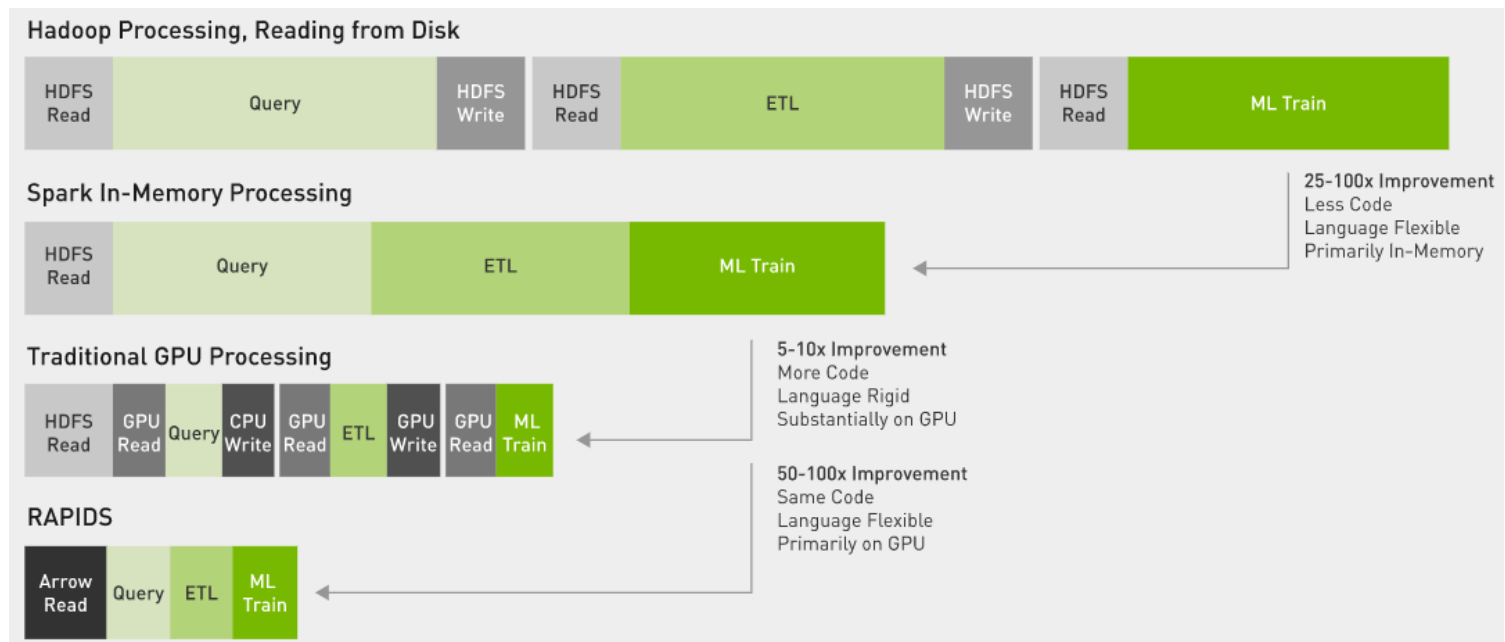 Hadoop Processing, Reading from Disk
HDFS
Read
Query
HDFS
Write
HDFS
Read
ETL
HDFS
Write
HDFS
Read
ML Train
25-100x Improvement
Less Code
Language Flexible
Primarily In-Memory
Spark In-Memory Processing
HDFS
Read
Query
ETL
ML Train
5-10x Improvement
More Code
Language Rigid
Substantially on GPU
Traditional GPU Processing
HDFS
Read
GPU
Read
Query
CPU
Write
GPU
Read
ETL
GPU
Write
GPU
Read
ML
Train
50-100x Improvement
Same Code
Language Flexible
Primarily on GPU
RAPIDS
Arrow
Read
Query
ETL
ML
Train